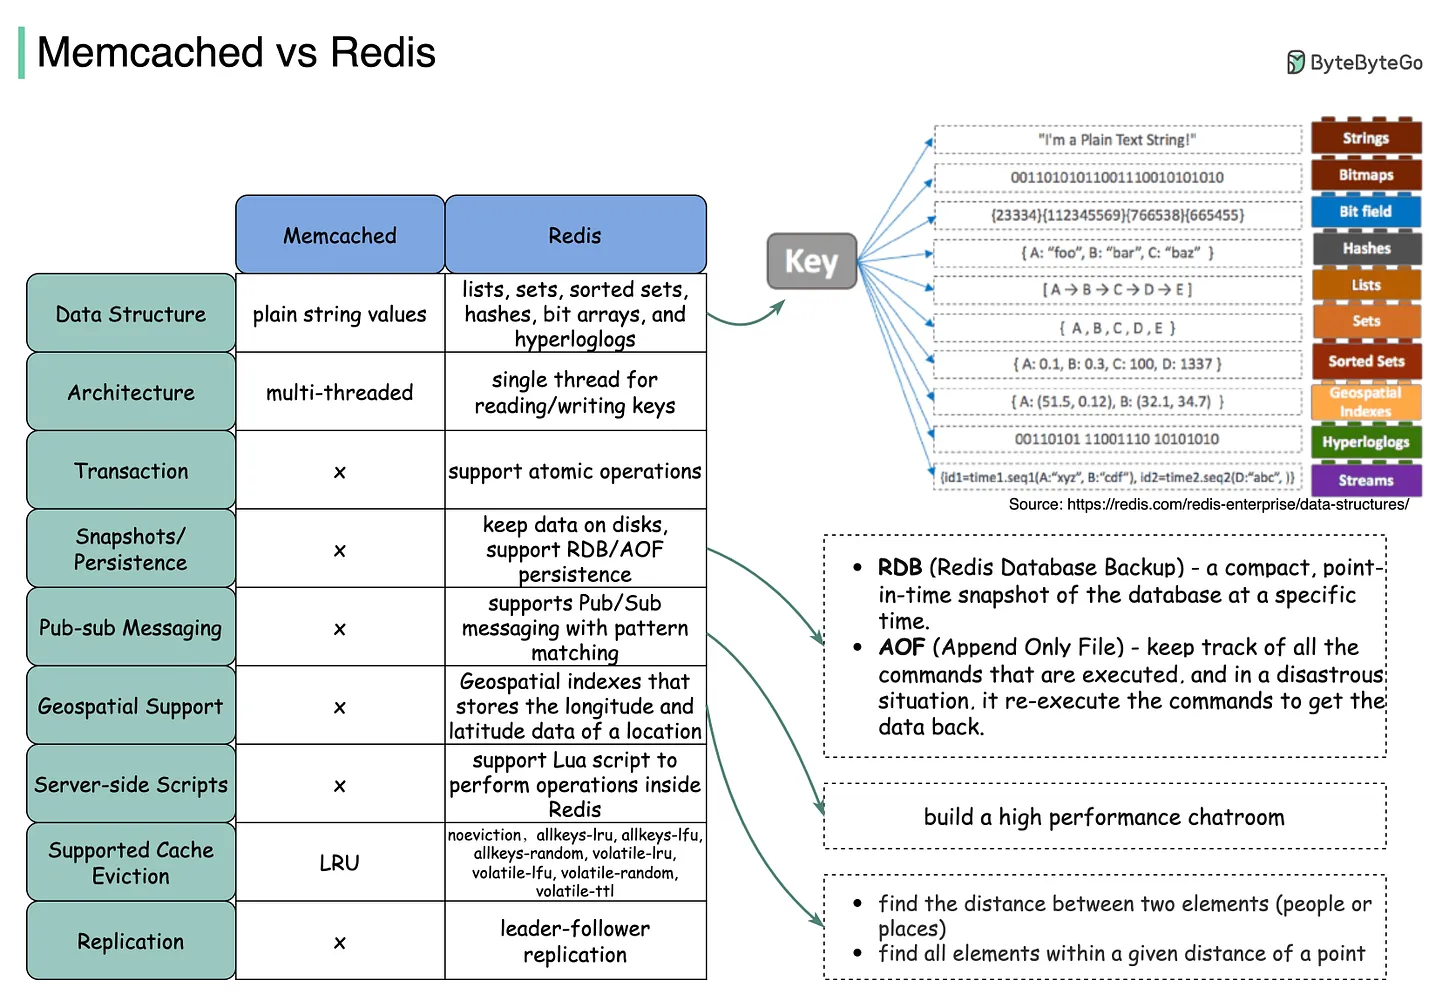 Memcached vs Redis
ByteByteGo
Memcached
Redis
Data Structure
plain string values
lists, sets, sorted sets,
hashes, bit arrays, and
hyperloglogs
Architecture
multi-threaded
single thread for
reading/writing keys
Transaction
x
support atomic operations
Snapshots/
Persistence
x
keep data on disks,
support RDB/AOF
persistence
Pub-sub Messaging
x
supports Pub/Sub
messaging with pattern
matching
Geospatial Support
x
Geospatial indexes that
stores the longitude and
latitude data of a location
Server-side Scripts
x
support Lua script to
perform operations inside
Redis
Supported Cache
Eviction
LRU
noeviction, allkeys-lru, allkeys-lfu,
allkeys-random, volatile-lru,
volatile-lfu, volatile-random,
volatile-ttl
Replication
x
leader-follower
replication
Key
"I'm a Plain Text String!"
Strings
00110101011001110010101010
Bitmaps
{23334}{112345569}{766538}{665455}
Bit field
{ A: “foo”, B: “bar”, C: “baz” }
Hashes
[ A → B → C → D → E ]
Lists
{ A , B , C , D , E }
Sets
{ A: 0.1, B: 0.3, C: 100, D: 1337 }
Sorted Sets
{ A: (51.5, 0.12), B: (32.1, 34.7) }
Geospatial
Indexes
00110101 11001110 10101010
Hyperloglogs
{id1=time1.seq1(A:“xyz”, B:“cdf”), id2=time2.seq2(D:“abc”, )}
Streams
Source: https://redis.com/redis-enterprise/data-structures/
• RDB (Redis Database Backup) - a compact, point-
in-time snapshot of the database at a specific
time.
• AOF (Append Only File) - keep track of all the
commands that are executed, and in a disastrous
situation, it re-execute the commands to get the
data back.
build a high performance chatroom
• find the distance between two elements (people or
places)
• find all elements within a given distance of a point